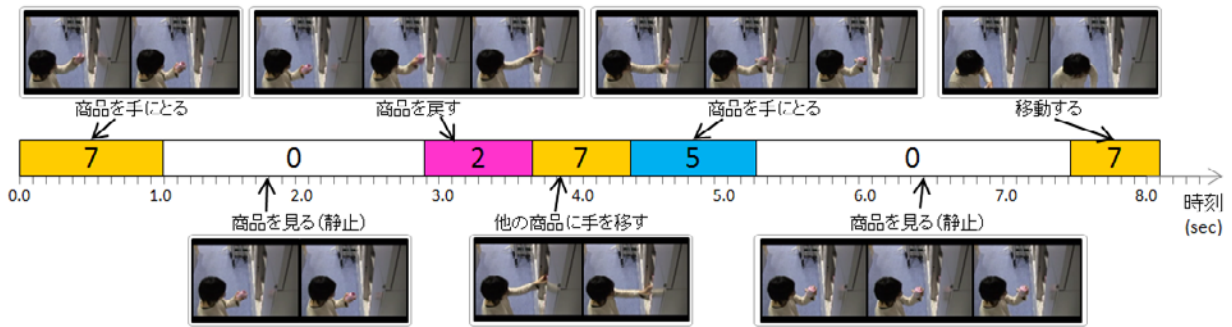 商品を手にとる
商品を戻す
商品を手にとる
移動する
7 0 2 7 5 0 7
0.0 1.0 2.0 3.0 4.0 5.0 6.0 7.0 8.0
時刻
(sec)
商品を見る(静止)
他の商品に手を移す
商品を見る(静止)